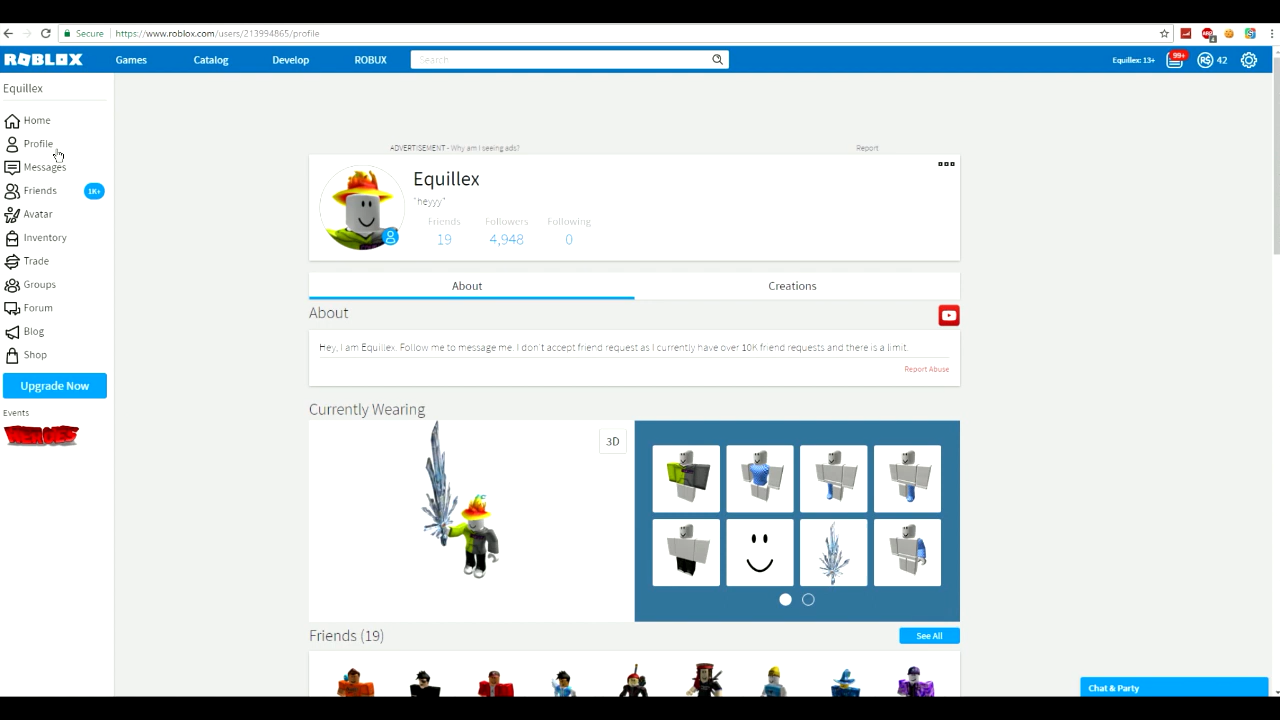 Secure https://www.roblox.com/users/213994865/profile
ROBLOX Games Catalog Develop ROBUX Search Equillex: 13+ 99+ R$ 42
Equillex
Home
Profile
Messages
Friends 1K+
Avatar
Inventory
Trade
Groups
Forum
Blog
Shop
Upgrade Now
Events
HEROES
ADVERTISEMENT - Why am I seeing ads? Report
Equillex
"heyyy"
Friends Followers Following
19 4,948 0
About Creations
About
Hey, I am Equillex. Follow me to message me. I don't accept friend request as I currently have over 10K friend requests and there is a limit.
Report Abuse
Currently Wearing
3D
Friends (19) See All
Chat & Party